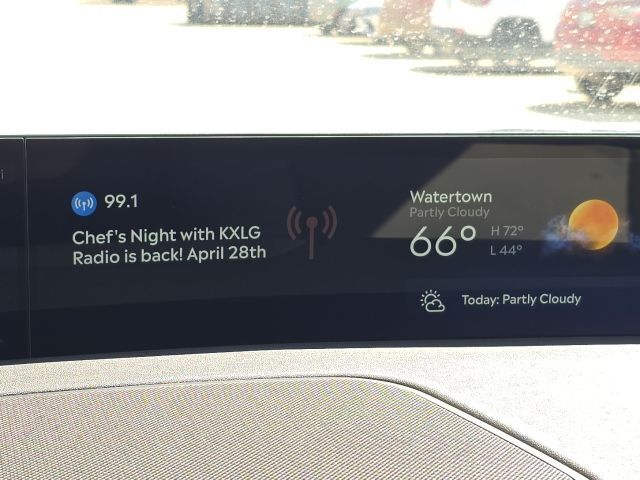 99.1
Chef's Night with KXLG
Radio is back! April 28th
Watertown
Partly Cloudy
66° H 72°
L 44°
Today: Partly Cloudy